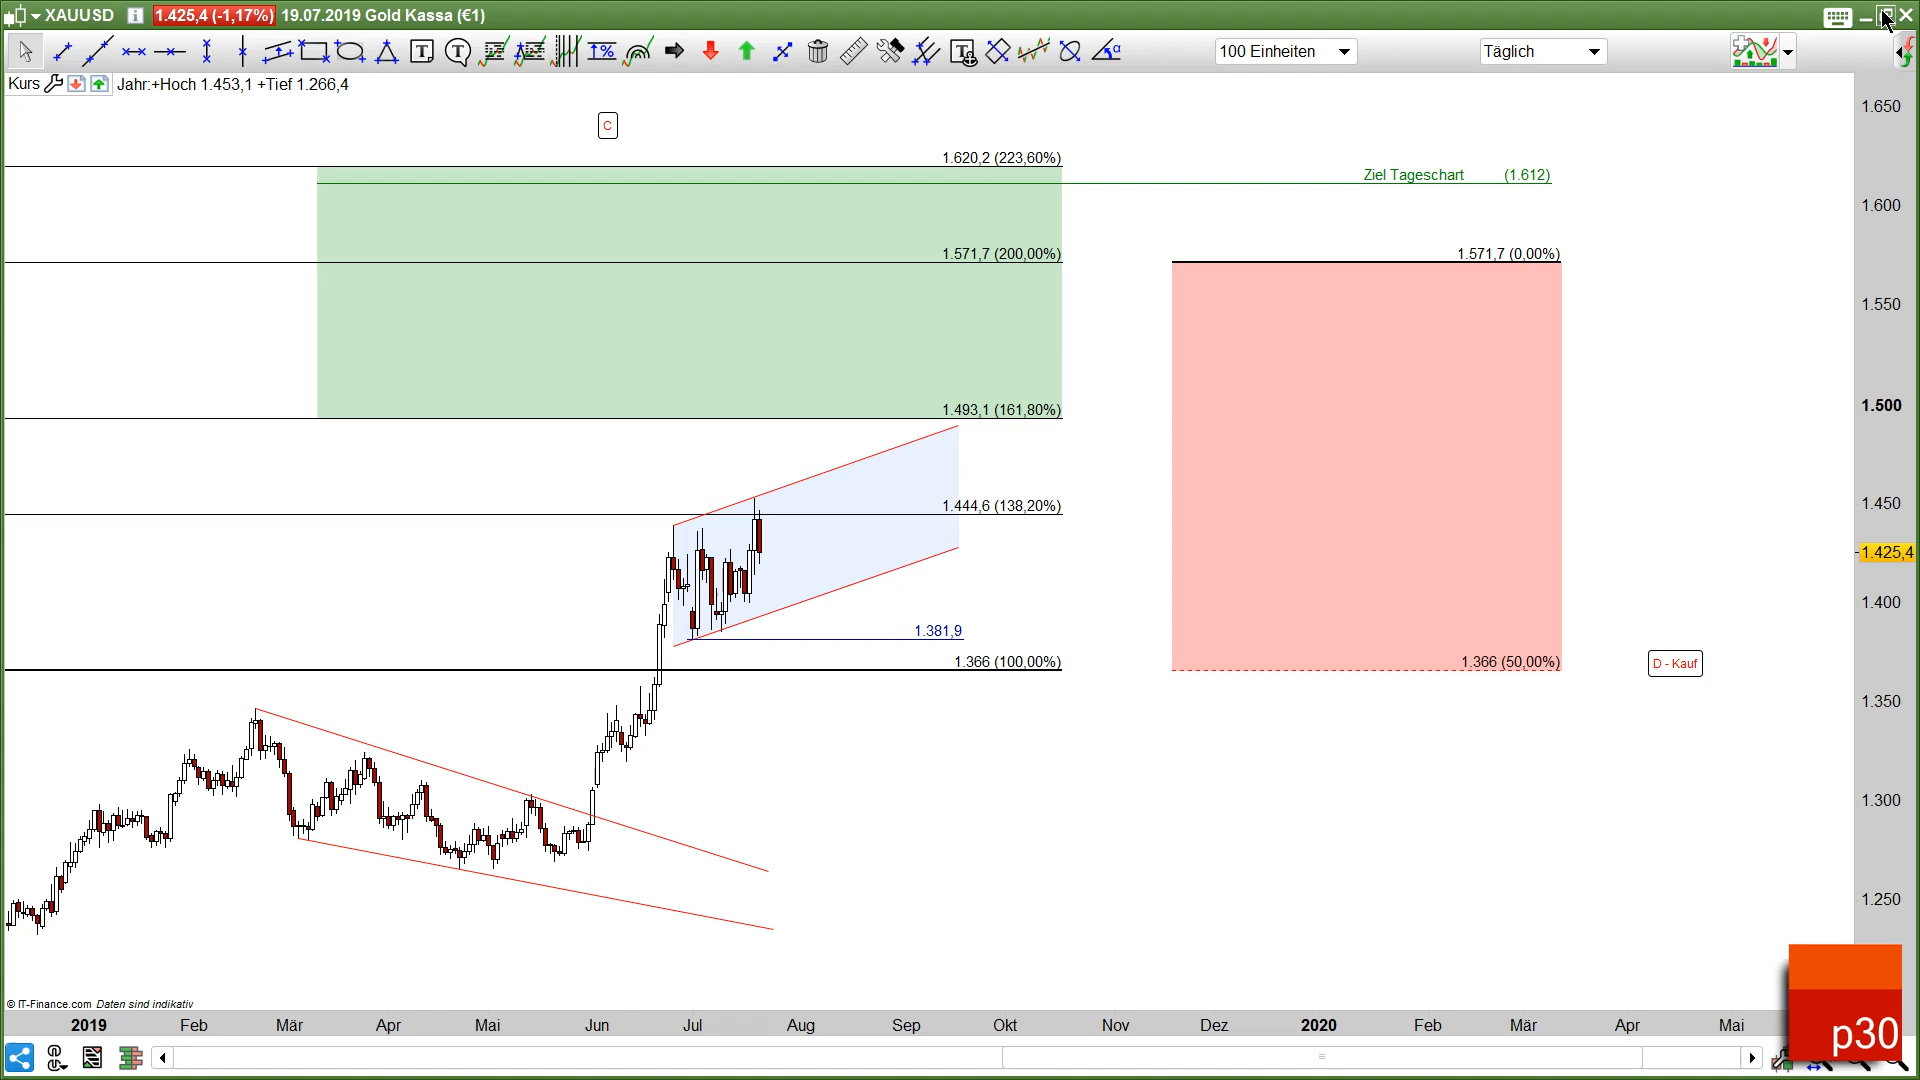 XAUUSD 1.425,4 (-1,17%) 19.07.2019 Gold Kassa (€1)
100 Einheiten Täglich
Kurs Jahr:+Hoch 1.453,1 +Tief 1.266,4
C
1.620,2 (223,60%)
Ziel Tageschart (1.612)
1.571,7 (200,00%)
1.571,7 (0,00%)
1.493,1 (161,80%)
1.444,6 (138,20%)
1.381,9
1.366 (100,00%)
1.366 (50,00%)
D - Kauf
1.650
1.600
1.550
1.500
1.450
1.425,4
1.400
1.350
1.300
1.250
© IT-Finance.com Daten sind indikativ
2019 Feb Mär Apr Mai Jun Jul Aug Sep Okt Nov Dez 2020 Feb Mär Apr Mai
p30